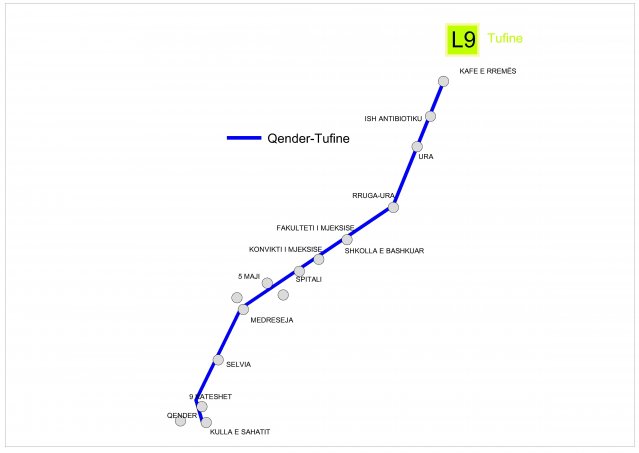 L9 Tufine
KAFE E RREMËS
ISH ANTIBIOTIKU
Qender-Tufine
URA
RRUGA-URA
FAKULTETI I MJEKSISE
KONVIKTI I MJEKSISE
SHKOLLA E BASHKUAR
5 MAJI
SPITALI
MEDRESEJA
SELVIA
9 KATESHET
QENDER
KULLA E SAHATIT